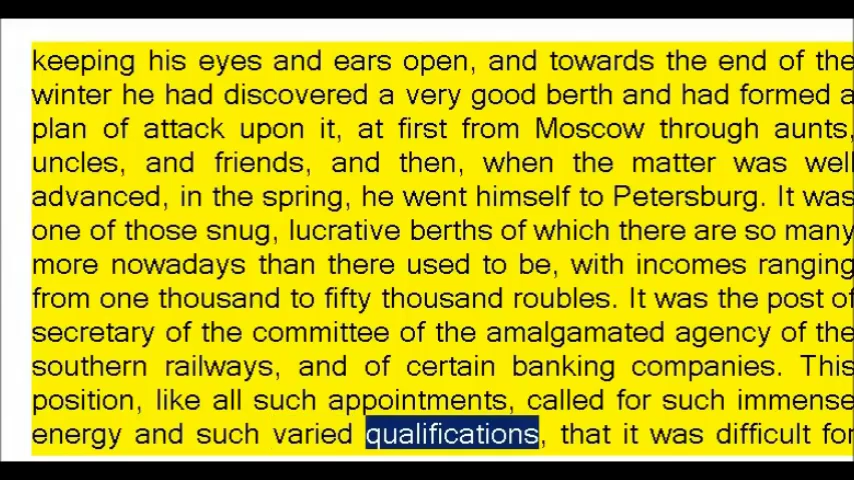 keeping his eyes and ears open, and towards the end of the
winter he had discovered a very good berth and had formed a
plan of attack upon it, at first from Moscow through aunts,
uncles, and friends, and then, when the matter was well
advanced, in the spring, he went himself to Petersburg. It was
one of those snug, lucrative berths of which there are so many
more nowadays than there used to be, with incomes ranging
from one thousand to fifty thousand roubles. It was the post of
secretary of the committee of the amalgamated agency of the
southern railways, and of certain banking companies. This
position, like all such appointments, called for such immense
energy and such varied qualifications, that it was difficult for